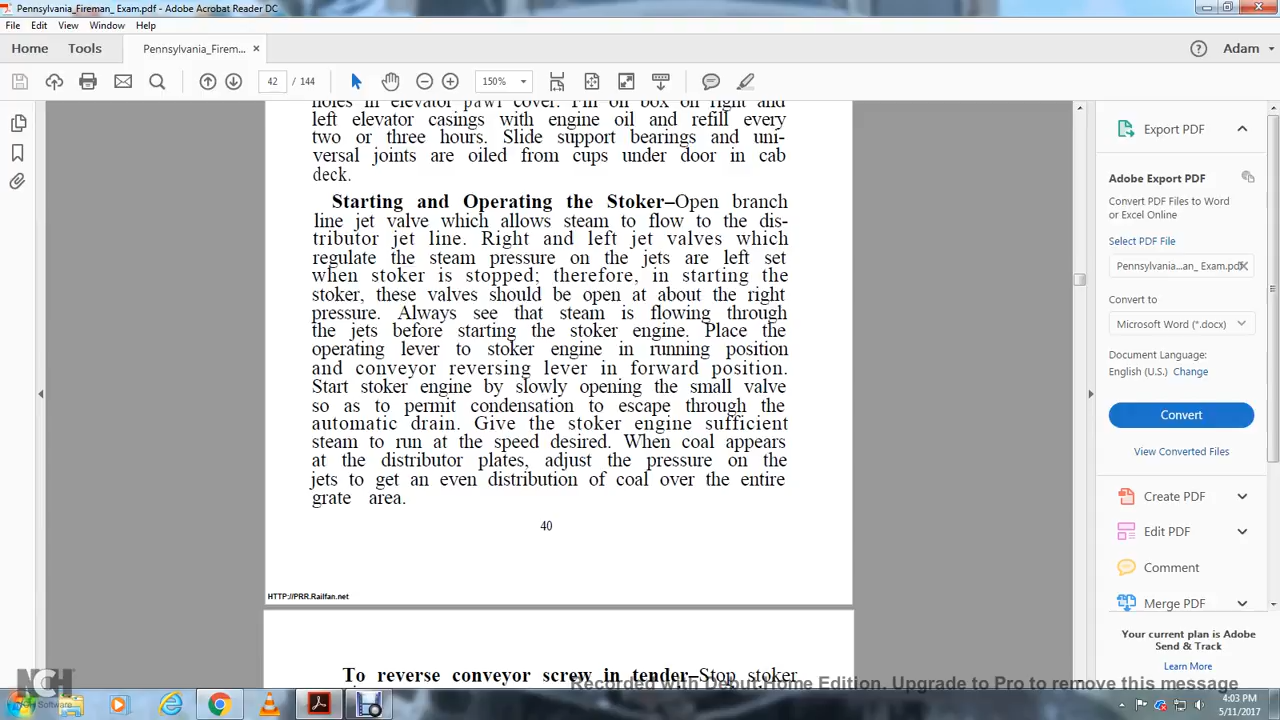 Pennsylvania_Fireman_ Exam.pdf - Adobe Acrobat Reader DC
File Edit View Window Help
Home Tools Pennsylvania_Firem... × Adam
42 / 144 150%
holes in elevator pawl cover. Fill oil box on right and
left elevator casings with engine oil and refill every
two or three hours. Slide support bearings and uni-
versal joints are oiled from cups under door in cab
deck.
Starting and Operating the Stoker–Open branch
line jet valve which allows steam to flow to the dis-
tributor jet line. Right and left jet valves which
regulate the steam pressure on the jets are left set
when stoker is stopped; therefore, in starting the
stoker, these valves should be open at about the right
pressure. Always see that steam is flowing through
the jets before starting the stoker engine. Place the
operating lever to stoker engine in running position
and conveyor reversing lever in forward position.
Start stoker engine by slowly opening the small valve
so as to permit condensation to escape through the
automatic drain. Give the stoker engine sufficient
steam to run at the speed desired. When coal appears
at the distributor plates, adjust the pressure on the
jets to get an even distribution of coal over the entire
grate area.
40
HTTP://PRR.Railfan.net
To reverse conveyor screw in tender–Stop stoker
Export PDF
Adobe Export PDF
Convert PDF Files to Word
or Excel Online
Select PDF File
Pennsylvania...an_ Exam.pdf
Convert to
Microsoft Word (*.docx)
Document Language:
English (U.S.) Change
Convert
View Converted Files
Create PDF
Edit PDF
Comment
Merge PDF
Your current plan is Adobe
Send & Track
Learn More
NCH
Software
Recorded with Debut Home Edition. Upgrade to Pro to remove this message
4:03 PM
5/11/2017